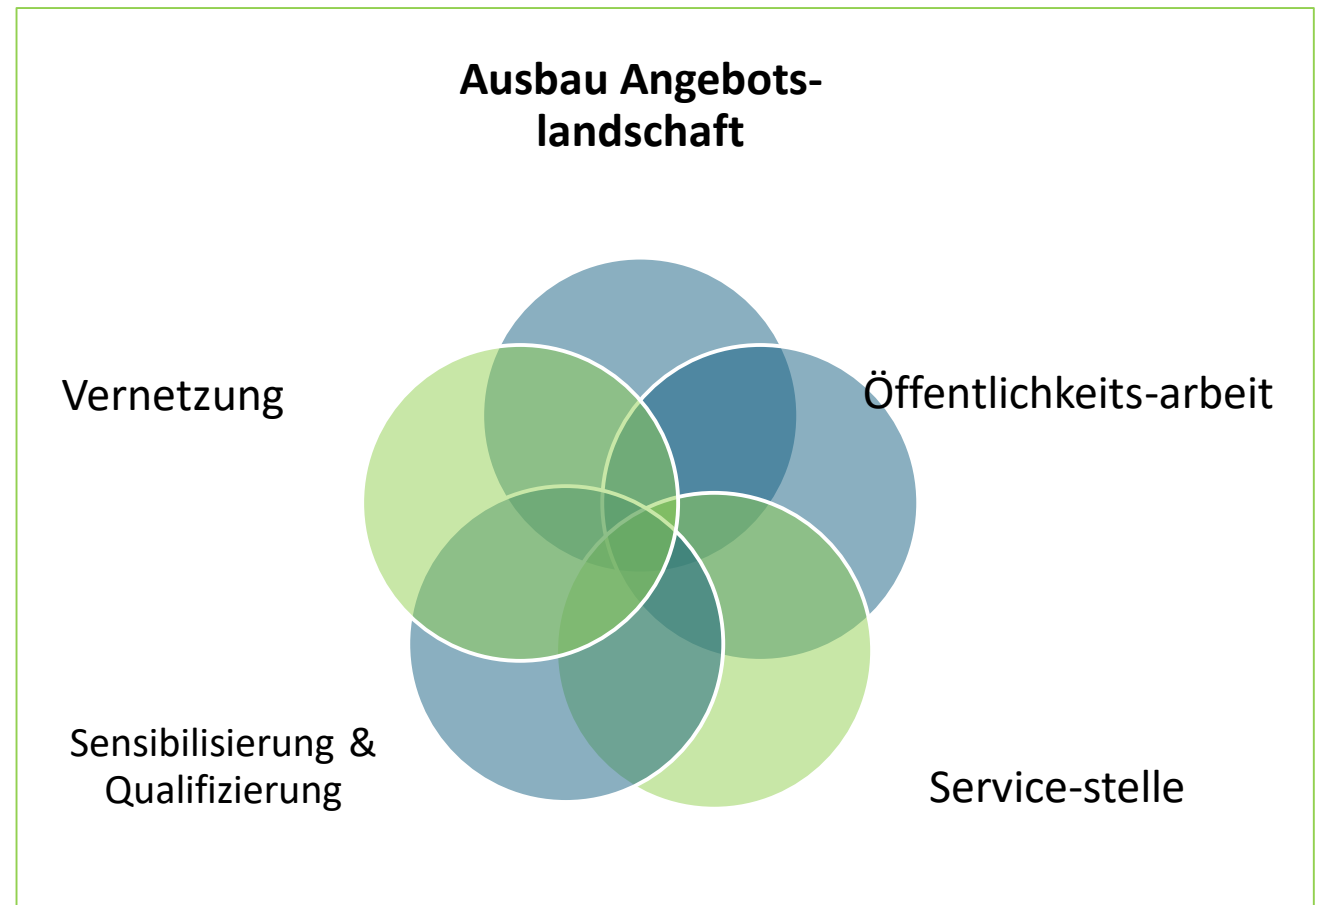 Ausbau Angebots-
landschaft
Vernetzung
Öffentlichkeits-arbeit
Sensibilisierung &
Qualifizierung
Service-stelle